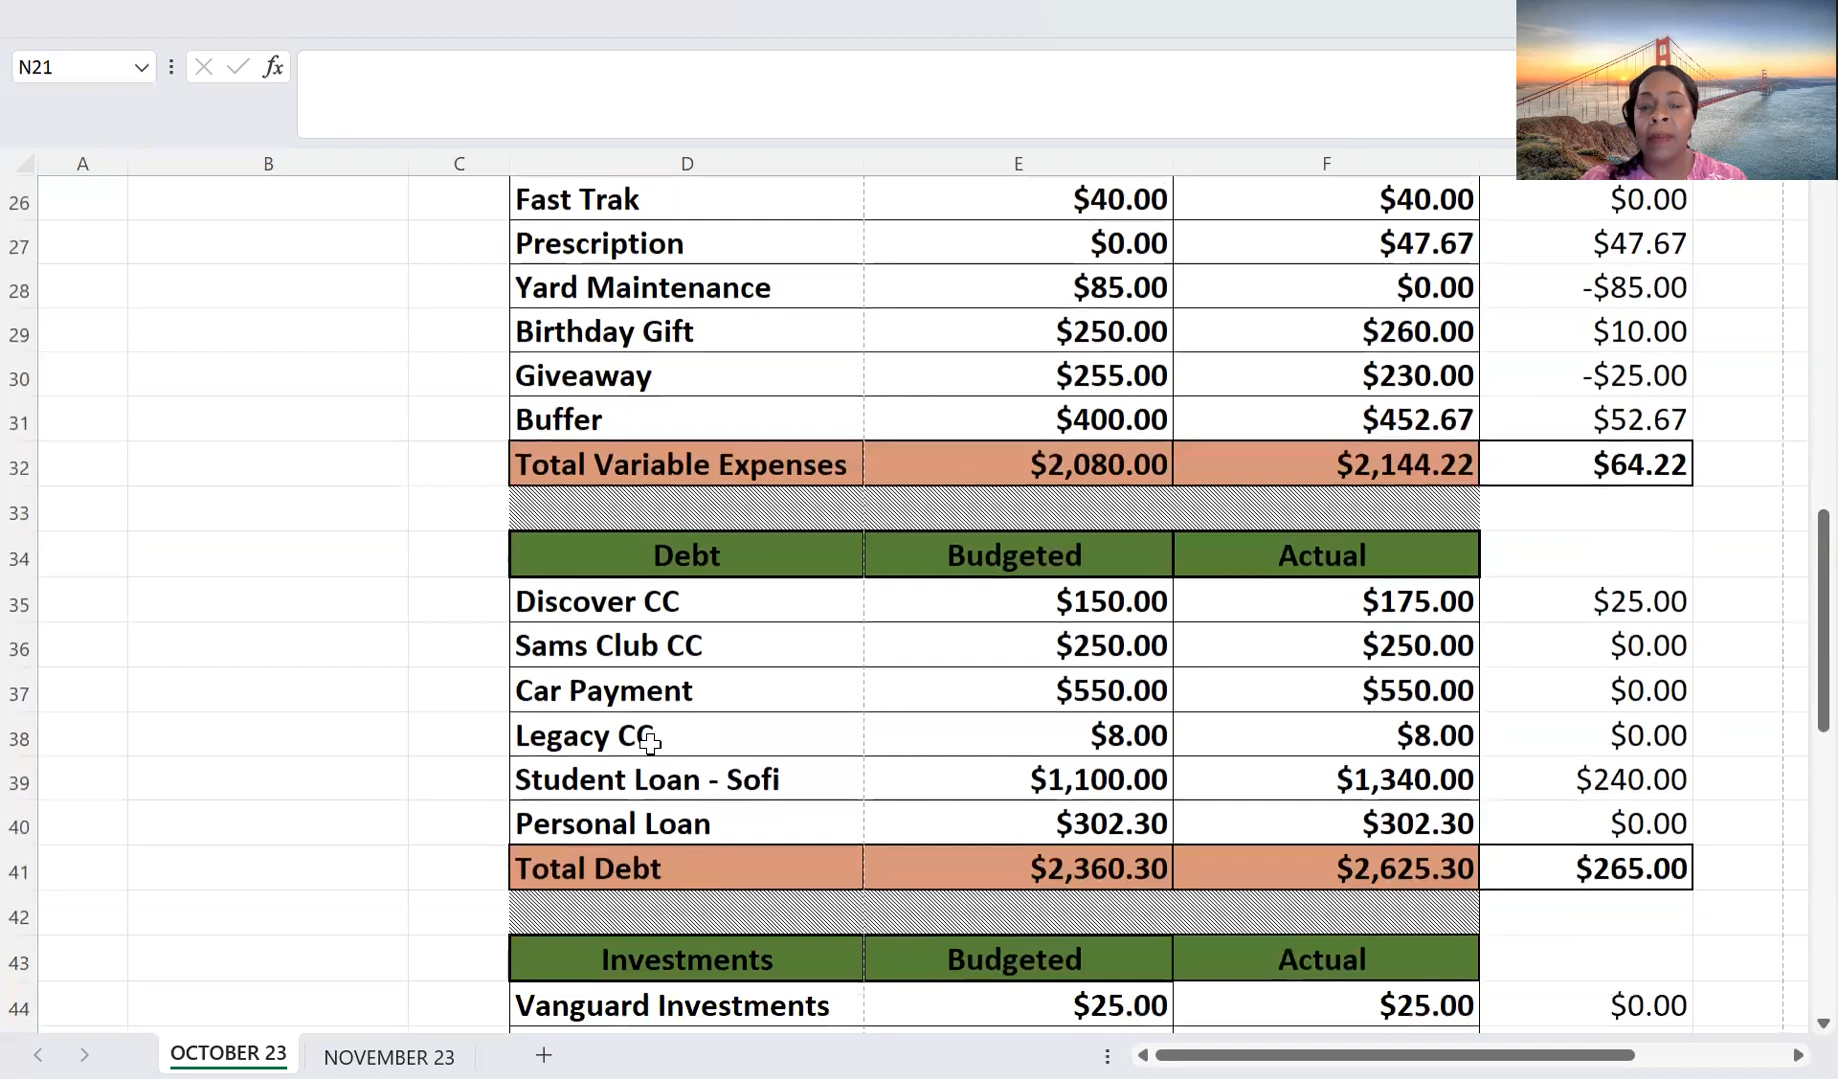 N21
fx
A B C D E F
26 Fast Trak $40.00 $40.00 $0.00
27 Prescription $0.00 $47.67 $47.67
28 Yard Maintenance $85.00 $0.00 -$85.00
29 Birthday Gift $250.00 $260.00 $10.00
30 Giveaway $255.00 $230.00 -$25.00
31 Buffer $400.00 $452.67 $52.67
32 Total Variable Expenses $2,080.00 $2,144.22 $64.22
33
34 Debt Budgeted Actual
35 Discover CC $150.00 $175.00 $25.00
36 Sams Club CC $250.00 $250.00 $0.00
37 Car Payment $550.00 $550.00 $0.00
38 Legacy CC $8.00 $8.00 $0.00
39 Student Loan - Sofi $1,100.00 $1,340.00 $240.00
40 Personal Loan $302.30 $302.30 $0.00
41 Total Debt $2,360.30 $2,625.30 $265.00
42
43 Investments Budgeted Actual
44 Vanguard Investments $25.00 $25.00 $0.00
OCTOBER 23 NOVEMBER 23